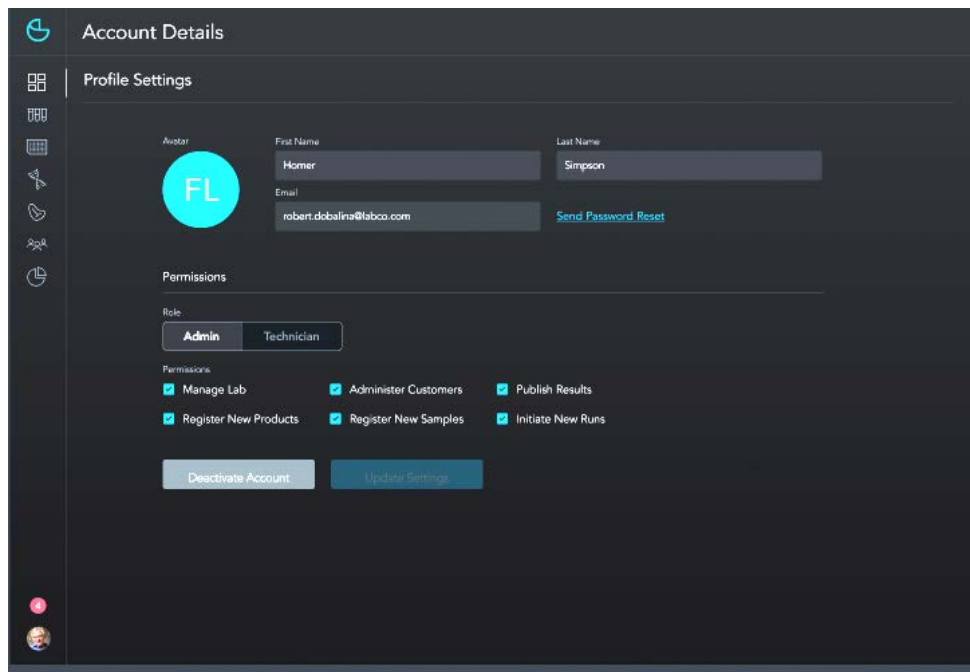 Account Details
Profile Settings
Avatar
First Name
Last Name
FL
Homer
Simpson
Email
robert.dobalina@labco.com
Send Password Reset
Permissions
Role
Admin Technician
Permissions
Manage Lab Administer Customers Publish Results
Register New Products Register New Samples Initiate New Runs
Deactivate Account Update Settings
4